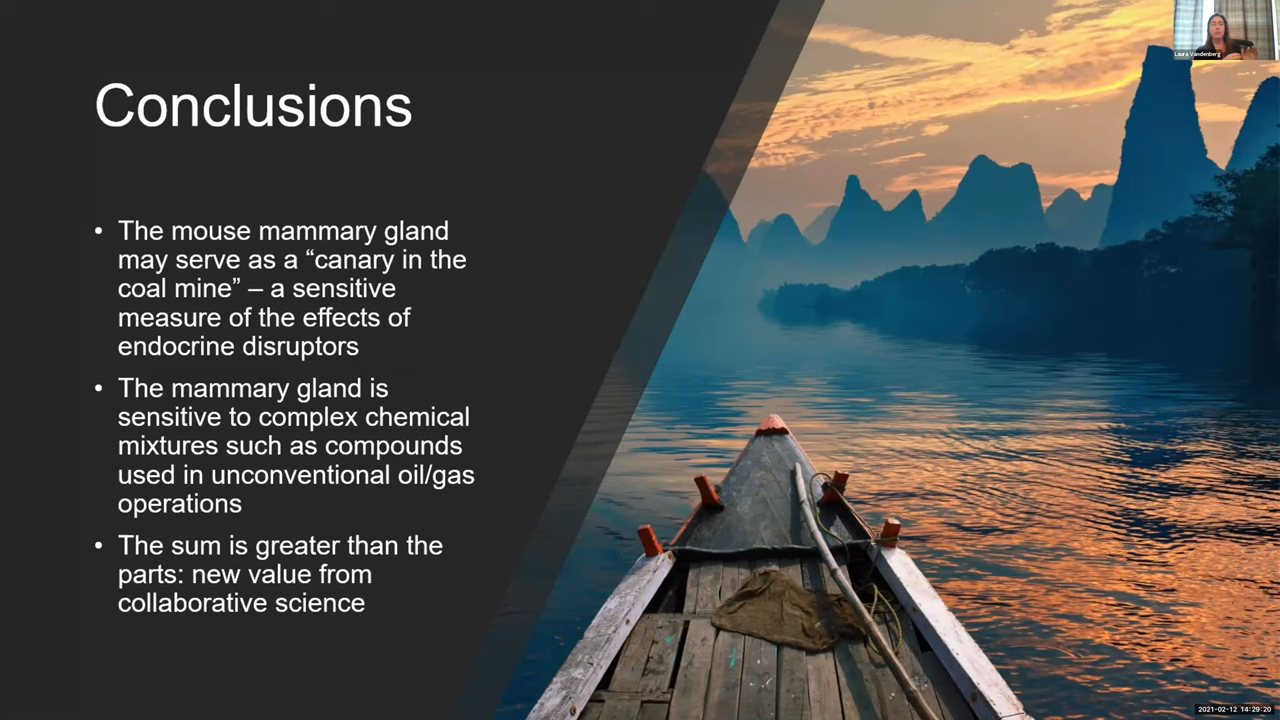 Laura Vandenberg
Conclusions
• The mouse mammary gland
may serve as a “canary in the
coal mine” – a sensitive
measure of the effects of
endocrine disruptors
• The mammary gland is
sensitive to complex chemical
mixtures such as compounds
used in unconventional oil/gas
operations
• The sum is greater than the
parts: new value from
collaborative science
2021-02-12 14:29:20